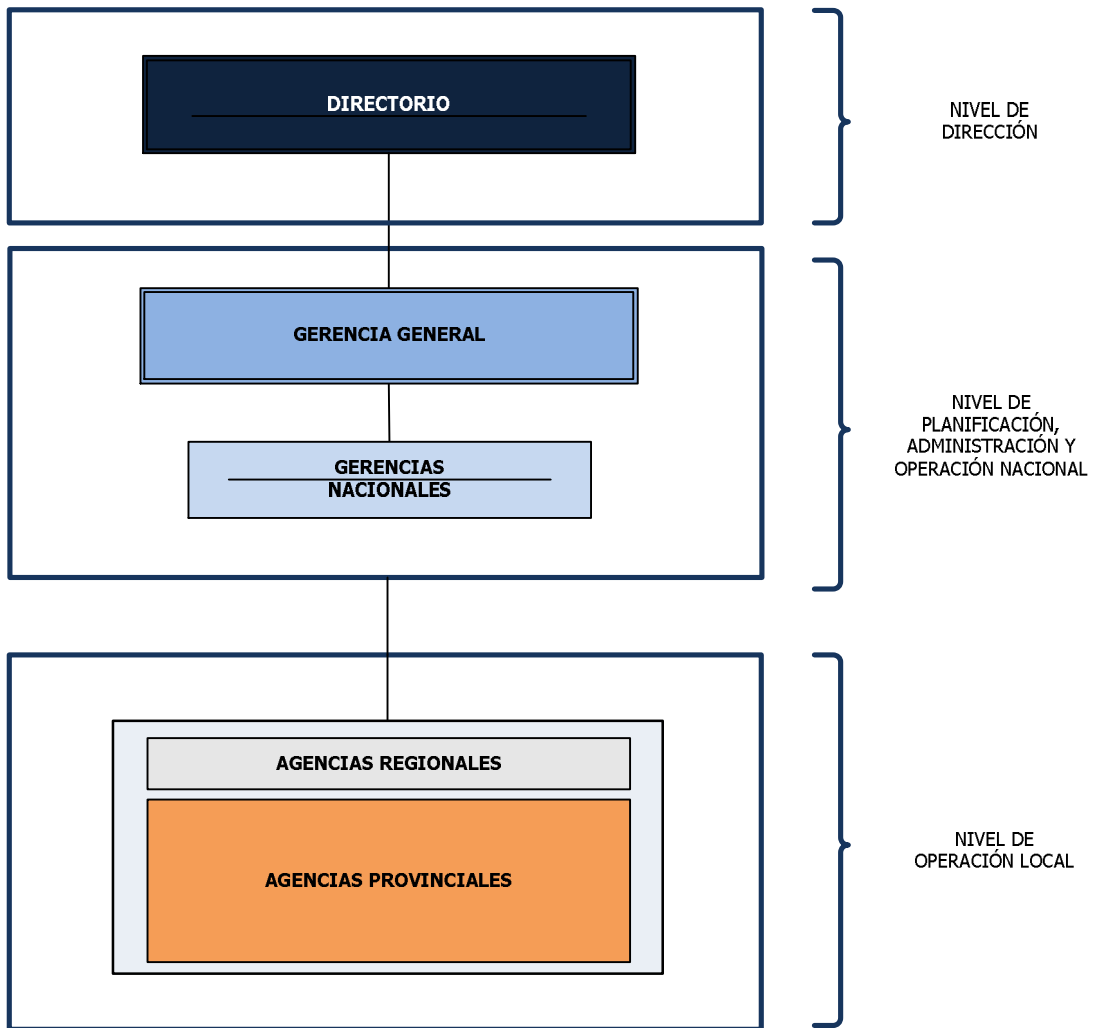 DIRECTORIO
NIVEL DE
DIRECCIÓN
GERENCIA GENERAL
GERENCIAS
NACIONALES
NIVEL DE
PLANIFICACIÓN,
ADMINISTRACIÓN Y
OPERACIÓN NACIONAL
AGENCIAS REGIONALES
AGENCIAS PROVINCIALES
NIVEL DE
OPERACIÓN LOCAL